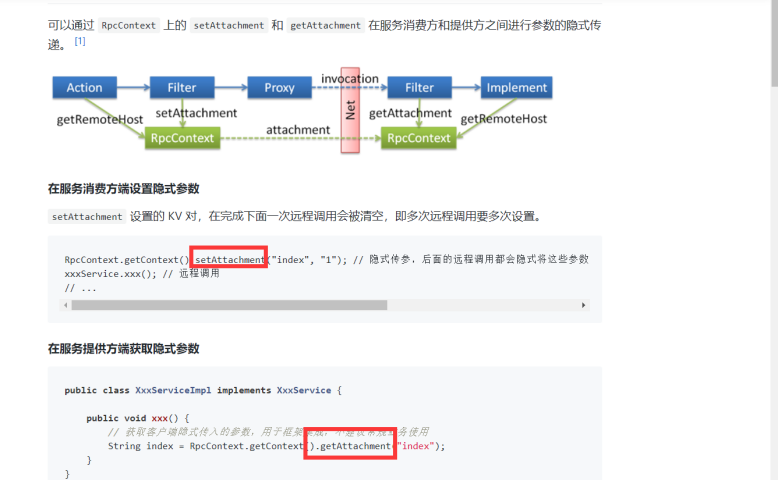 可以通过 RpcContext 上的 setAttachment 和 getAttachment 在服务消费方和提供方之间进行参数的隐式传
递。 [1]
Action Filter Proxy invocation Filter Implement
getRemoteHost setAttachment Net getAttachment getRemoteHost
RpcContext attachment RpcContext
在服务消费方端设置隐式参数
setAttachment 设置的 KV 对，在完成下面一次远程调用会被清空，即多次远程调用要多次设置。
RpcContext.getContext() setAttachment("index", "1"); // 隐式传参，后面的远程调用都会隐式将这些参数
xxxService.xxx(); // 远程调用
// ...
在服务提供方端获取隐式参数
public class XxxServiceImpl implements XxxService {
public void xxx() {
// 获取客户端隐式传入的参数，用于框架集成，不建议常规业务使用
String index = RpcContext.getContext().getAttachment("index");
}
}